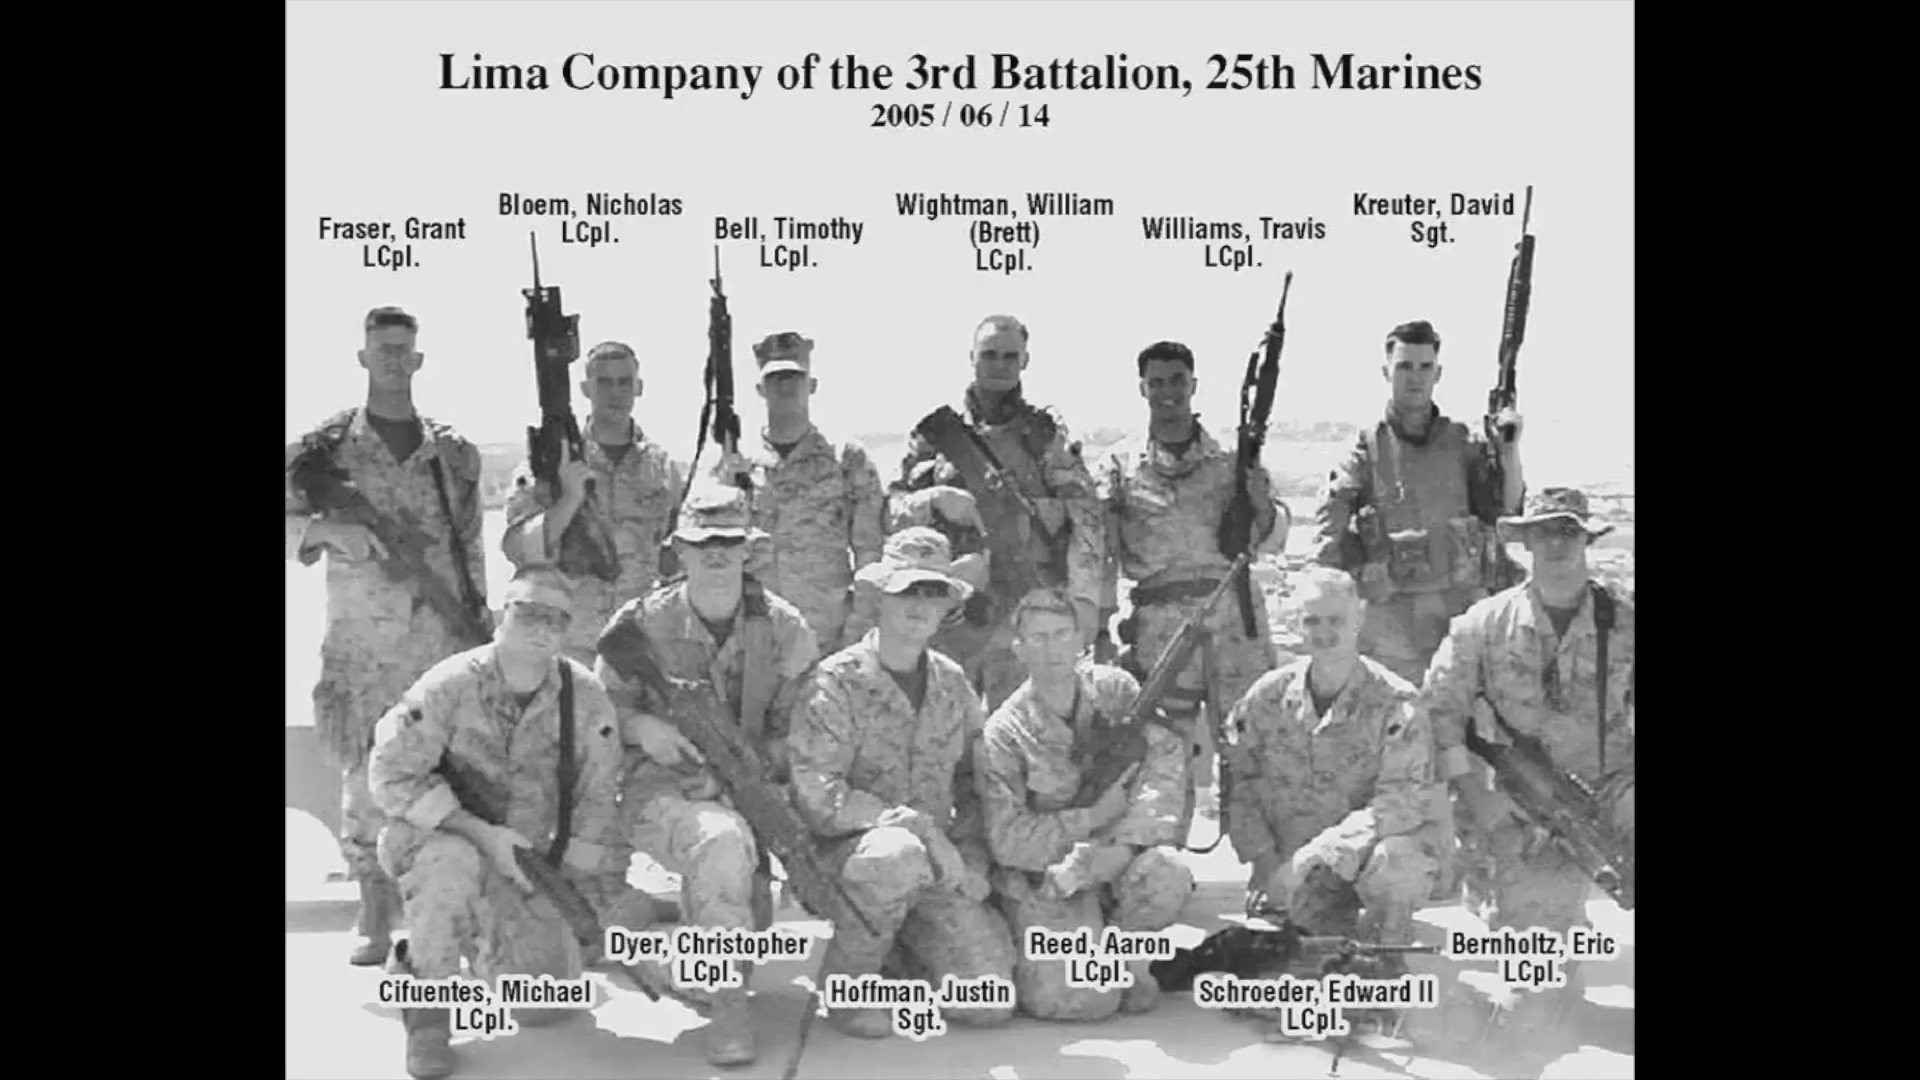 Lima Company of the 3rd Battalion, 25th Marines
2005 / 06 / 14
Fraser, Grant
LCpl.
Bloem, Nicholas
LCpl.
Bell, Timothy
LCpl.
Wightman, William
(Brett)
LCpl.
Williams, Travis
LCpl.
Kreuter, David
Sgt.
Cifuentes, Michael
LCpl.
Dyer, Christopher
LCpl.
Hoffman, Justin
Sgt.
Reed, Aaron
LCpl.
Schroeder, Edward II
LCpl.
Bernholtz, Eric
LCpl.